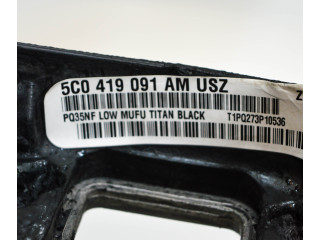 5C0 419 091 AM USZ
Z
PQ35NF LOW MUFU TITAN BLACK T1PQ273P10536